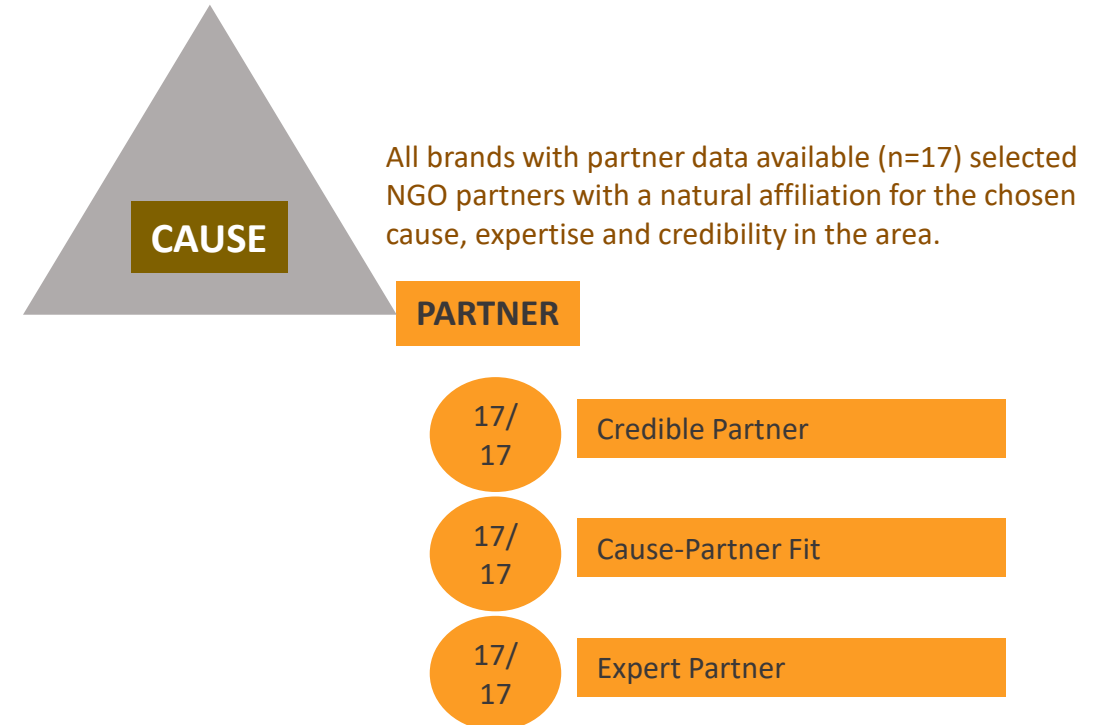 All brands with partner data available (n=17) selected
NGO partners with a natural affiliation for the chosen
cause, expertise and credibility in the area.
CAUSE
PARTNER
17/
17
Credible Partner
17/
17
Cause-Partner Fit
17/
17
Expert Partner